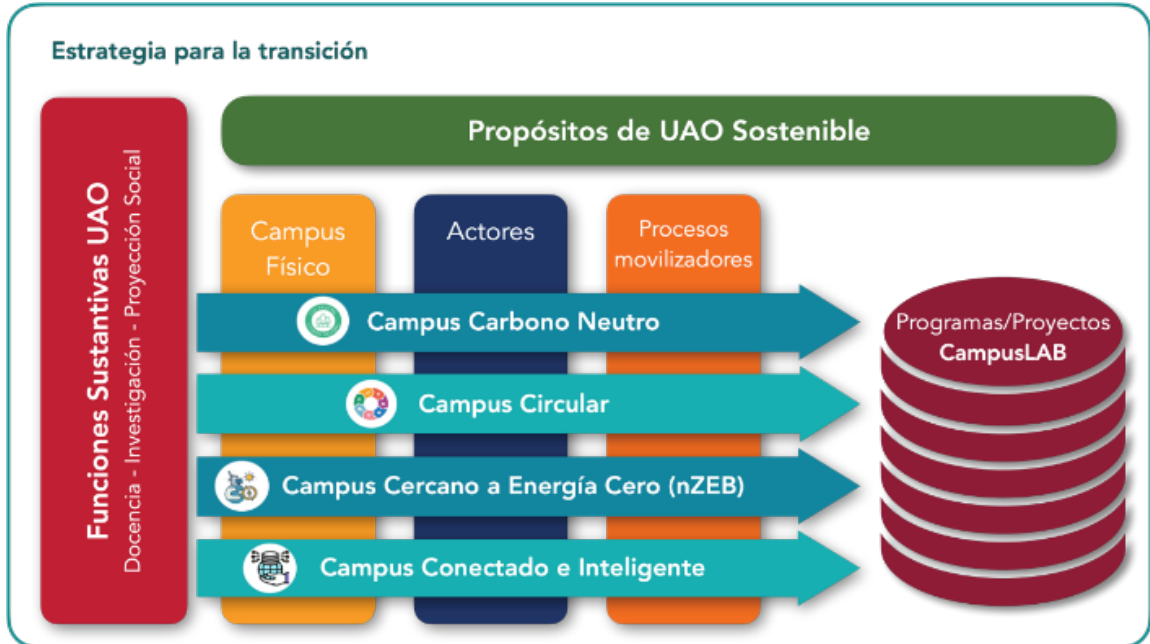 Estrategia para la transición
Funciones Sustantivas UAO
Docencia - Investigación - Proyección Social
Propósitos de UAO Sostenible
Campus
Físico
Actores
Procesos
movilizadores
Campus Carbono Neutro
Campus Circular
Campus Cercano a Energía Cero (nZEB)
Campus Conectado e Inteligente
Programas/Proyectos
CampusLAB